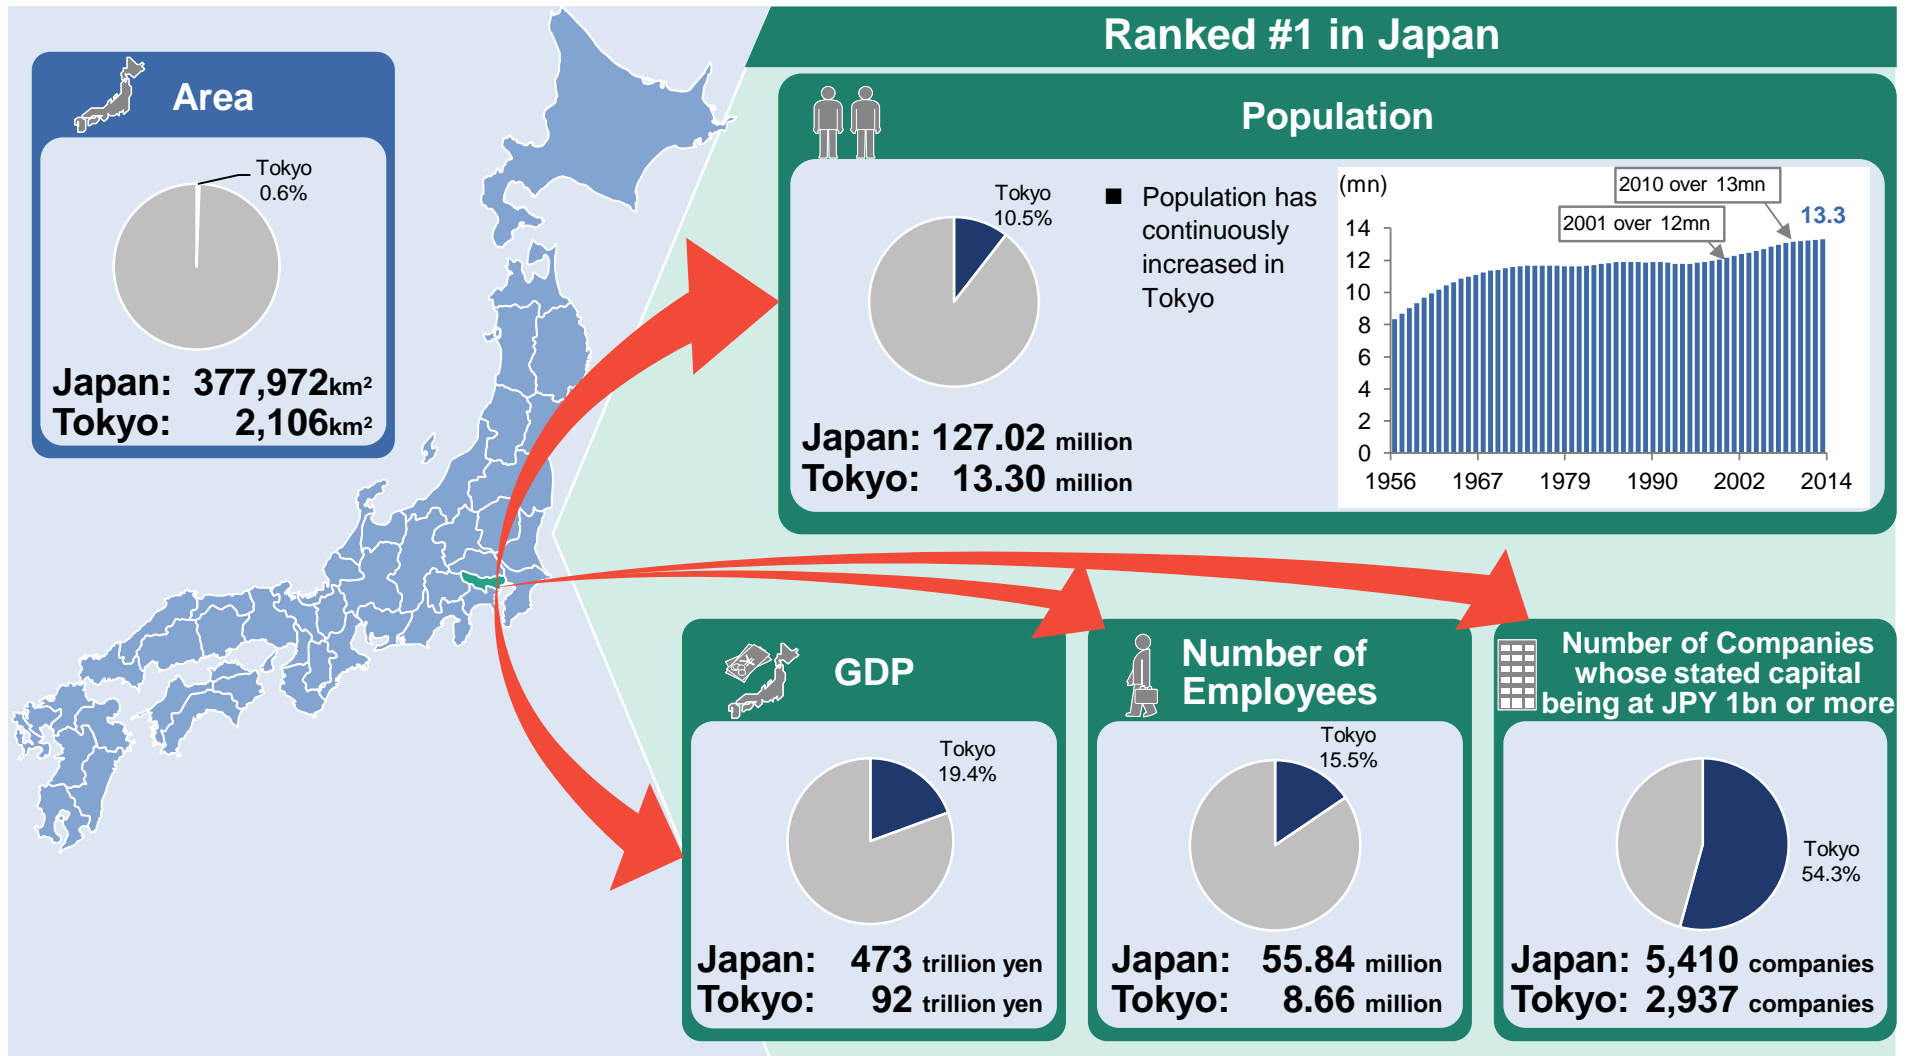 Ranked #1 in Japan
Area
Tokyo
0.6%
Japan: 377,972km²
Tokyo: 2,106km²
Population
Tokyo
10.5%
Japan: 127.02 million
Tokyo: 13.30 million
■ Population has
continuously
increased in
Tokyo
(mn)
2010 over 13mn
2001 over 12mn
13.3
14
12
10
8
6
4
2
0
1956 1967 1979 1990 2002 2014
GDP
Tokyo
19.4%
Japan: 473 trillion yen
Tokyo: 92 trillion yen
Number of
Employees
Tokyo
15.5%
Japan: 55.84 million
Tokyo: 8.66 million
Number of Companies
whose stated capital
being at JPY 1bn or more
Tokyo
54.3%
Japan: 5,410 companies
Tokyo: 2,937 companies